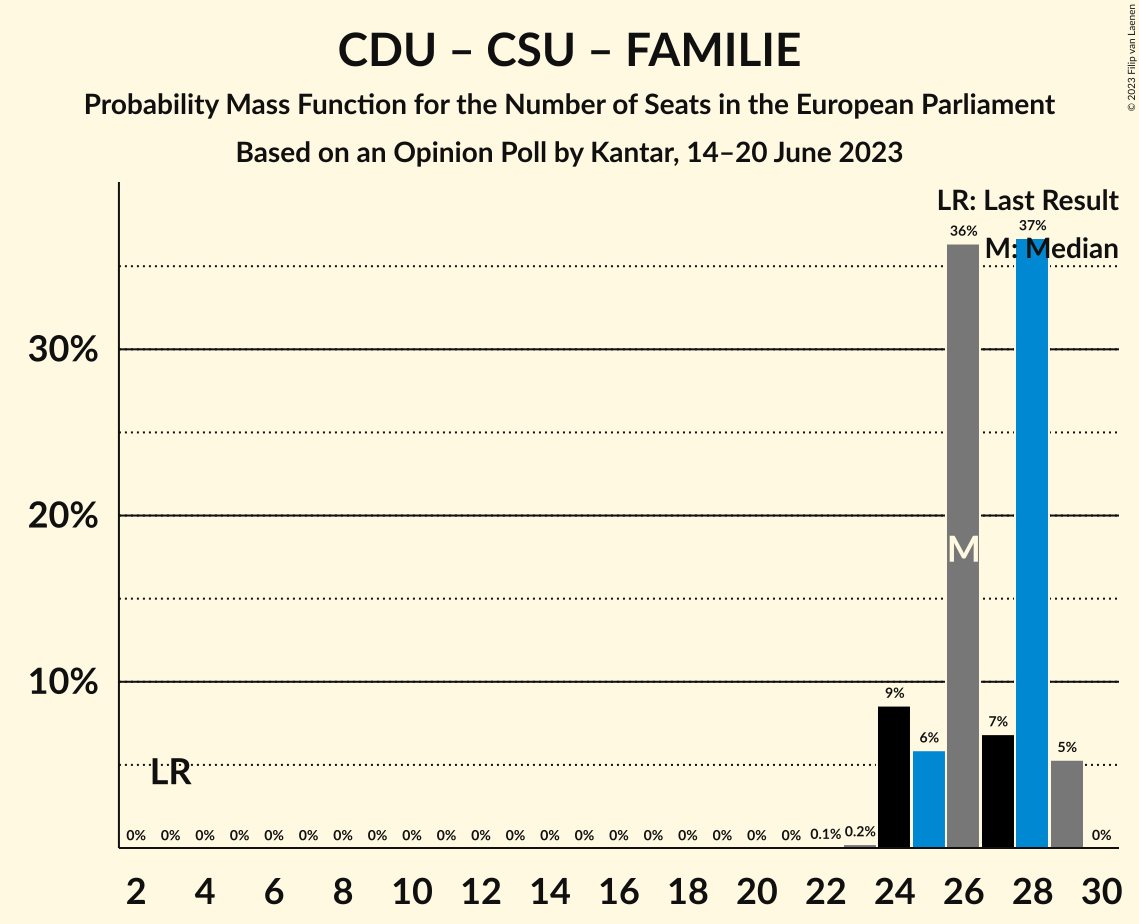 CDU – CSU – FAMILIE
Probability Mass Function for the Number of Seats in the European Parliament
Based on an Opinion Poll by Kantar, 14–20 June 2023
© 2023 Filip van Laenen
LR: Last Result
M: Median
36%
37%
30%
20%
M
10%
9%
6%
7%
5%
LR
0% 0% 0% 0% 0% 0% 0% 0% 0% 0% 0% 0% 0% 0% 0% 0% 0% 0% 0% 0% 0.1% 0.2% 0%
2 4 6 8 10 12 14 16 18 20 22 24 26 28 30